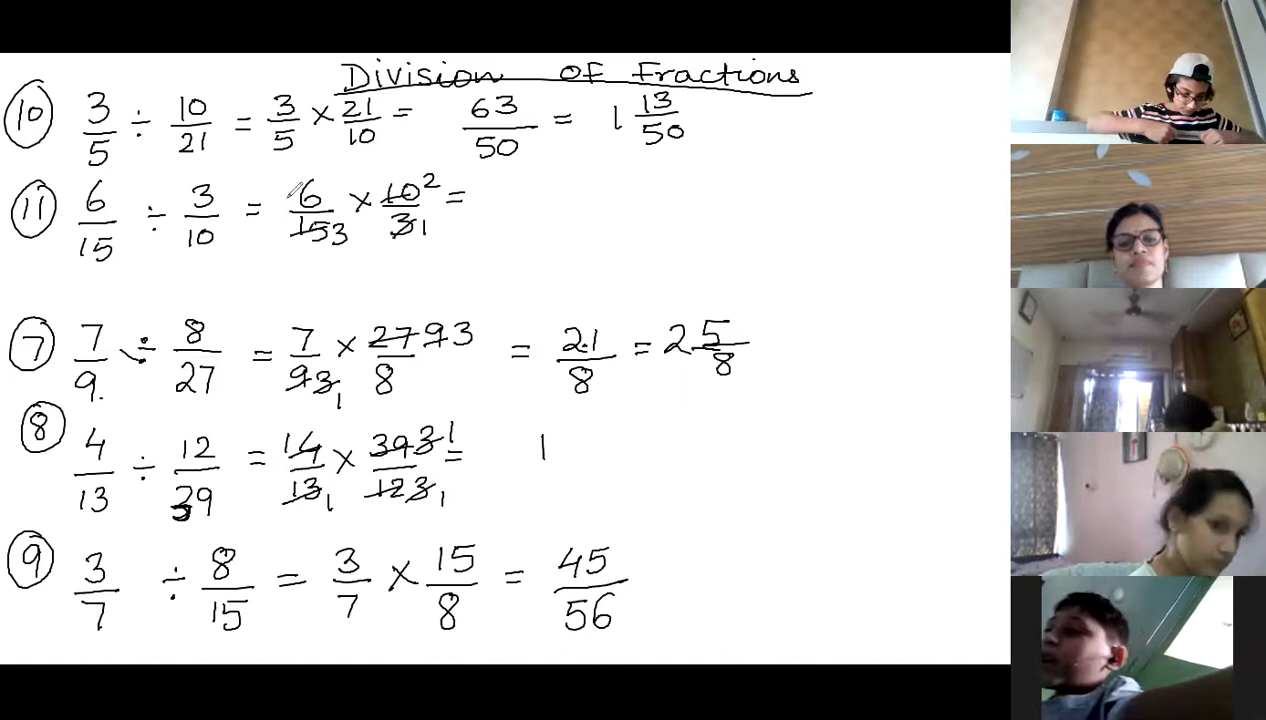 Division of Fractions
10 3/5 ÷ 10/21 = 3/5 × 21/10 = 63/50 = 1 13/50
11 6/15 ÷ 3/10 = 6/15 3 × 10 2/3 1 =
7 7/9. ÷ 8/27 = 7/9 3 1 × 27 9 3/8 = 21/8 = 2 5/8
8 4/13 ÷ 12/39 = 1 4/13 1 × 39 3 1/12 3 1 = 1
9 3/7 ÷ 8/15 = 3/7 × 15/8 = 45/56